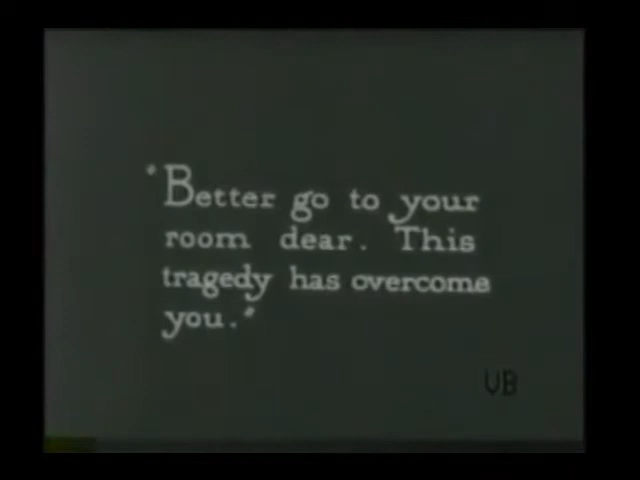 "Better go to your
room dear. This
tragedy has overcome
you."
VB